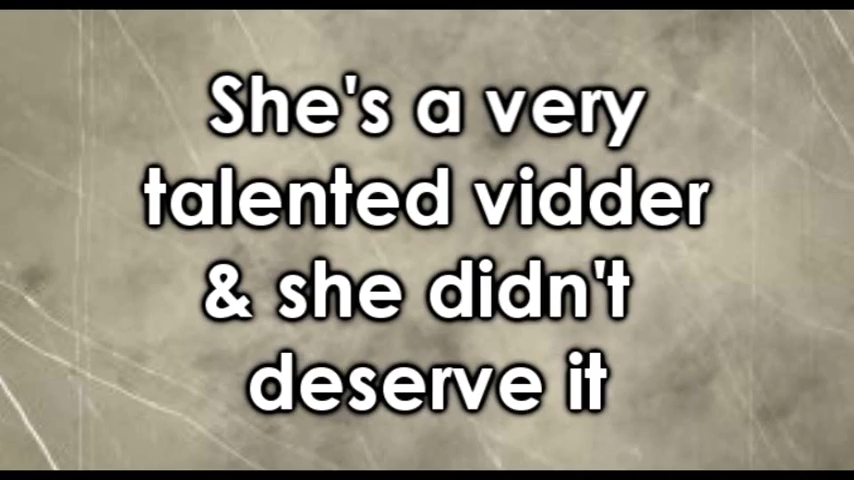 She's a very
talented vidder
& she didn't
deserve it